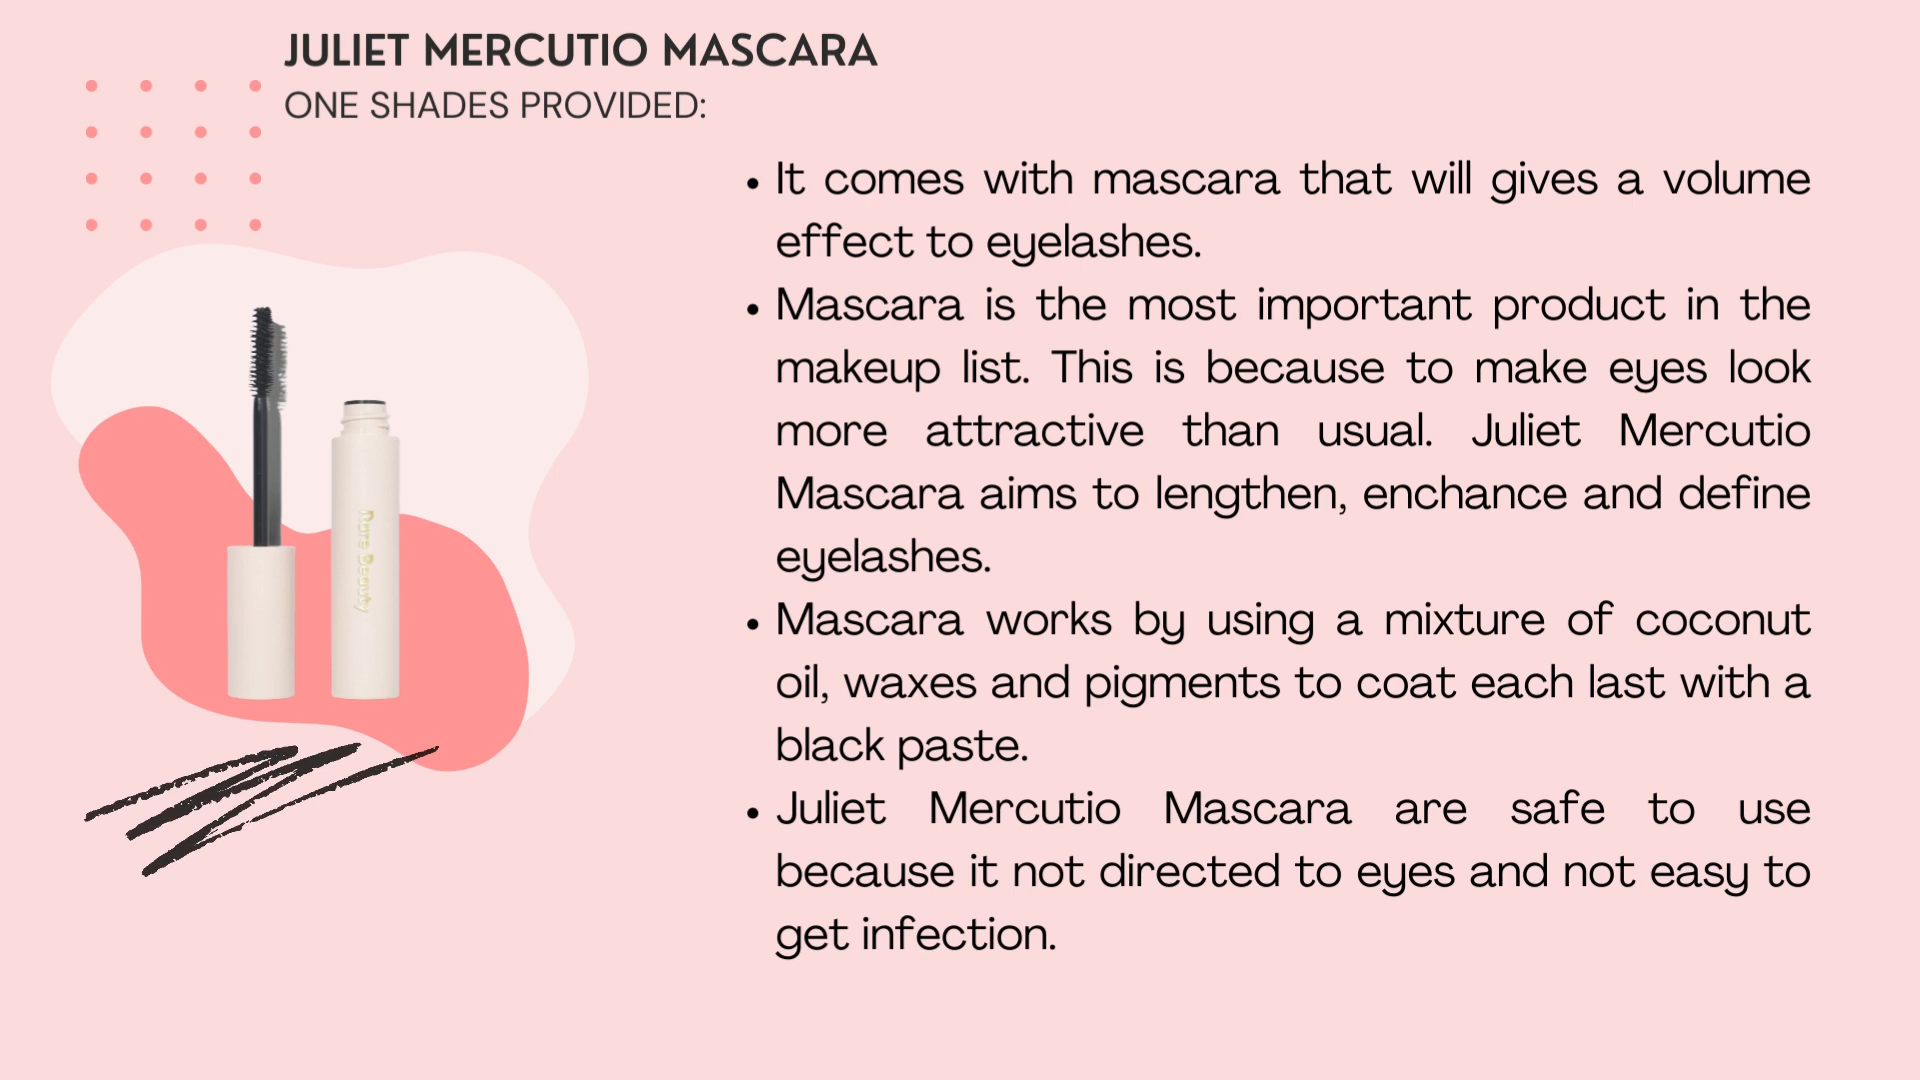 JULIET MERCUTIO MASCARA
ONE SHADES PROVIDED:
• It comes with mascara that will gives a volume
effect to eyelashes.
• Mascara is the most important product in the
makeup list. This is because to make eyes look
more attractive than usual. Juliet Mercutio
Mascara aims to lengthen, enchance and define
eyelashes.
• Mascara works by using a mixture of coconut
oil, waxes and pigments to coat each last with a
black paste.
• Juliet Mercutio Mascara are safe to use
because it not directed to eyes and not easy to
get infection.
Rare Beauty